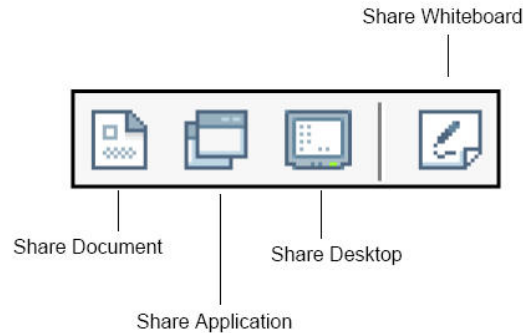 Share Whiteboard
Share Document
Share Desktop
Share Application